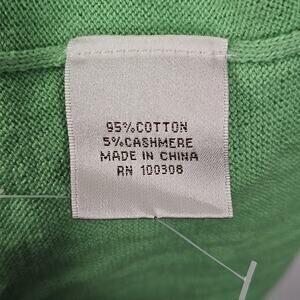 95%COTTON
5%CASHMERE
MADE IN CHINA
RN 100308